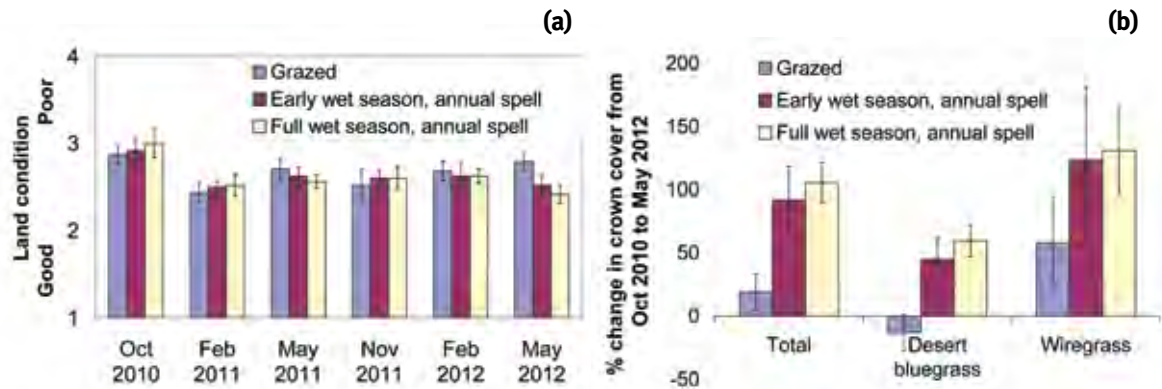 (a)
Land condition
Good Poor
4
3
2
1
Grazed
Early wet season, annual spell
Full wet season, annual spell
Oct 2010
Feb 2011
May 2011
Nov 2011
Feb 2012
May 2012
(b)
% change in crown cover from
Oct 2010 to May 2012
200
150
100
50
0
-50
Grazed
Early wet season, annual spell
Full wet season, annual spell
Total
Desert
bluegrass
Wiregrass